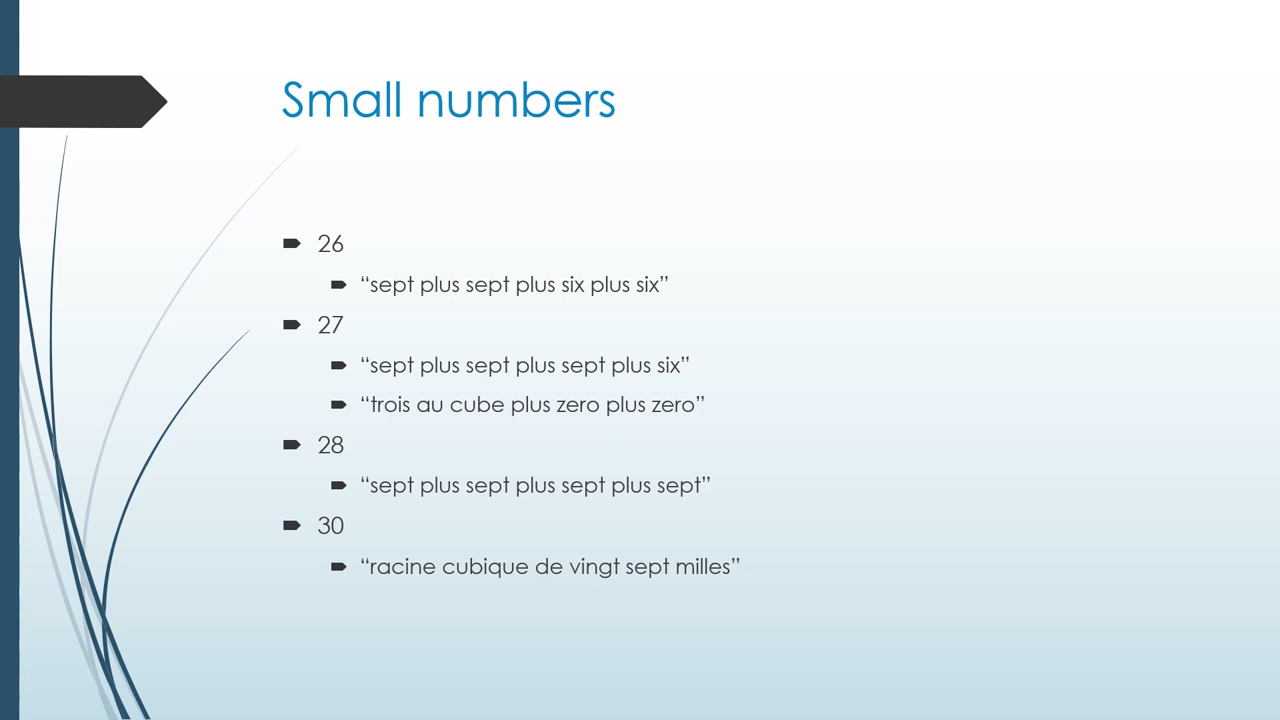 Small numbers
26
“sept plus sept plus six plus six”
27
“sept plus sept plus sept plus six”
“trois au cube plus zero plus zero”
28
“sept plus sept plus sept plus sept”
30
“racine cubique de vingt sept milles”